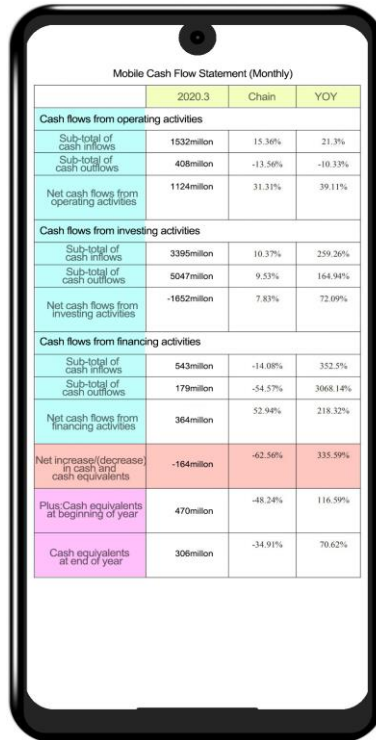 Mobile Cash Flow Statement (Monthly)
2020.3 Chain YOY
Cash flows from operating activities
Sub-total of
cash inflows 1532millon 15.36% 21.3%
Sub-total of
cash outflows 408millon -13.56% -10.33%
Net cash flows from
operating activities 1124millon 31.31% 39.11%
Cash flows from investing activities
Sub-total of
cash inflows 3395millon 10.37% 259.26%
Sub-total of
cash outflows 5047millon 9.53% 164.94%
Net cash flows from
investing activities -1652millon 7.83% 72.09%
Cash flows from financing activities
Sub-total of
cash inflows 543millon -14.08% 352.5%
Sub-total of
cash outflows 179millon -54.57% 3068.14%
Net cash flows from
financing activities 364millon 52.94% 218.32%
Net increase/(decrease)
in cash and
cash equivalents -164millon -62.56% 335.59%
Plus:Cash equivalents
at beginning of year 470millon -48.24% 116.59%
Cash equivalents
at end of year 306millon -34.91% 70.62%